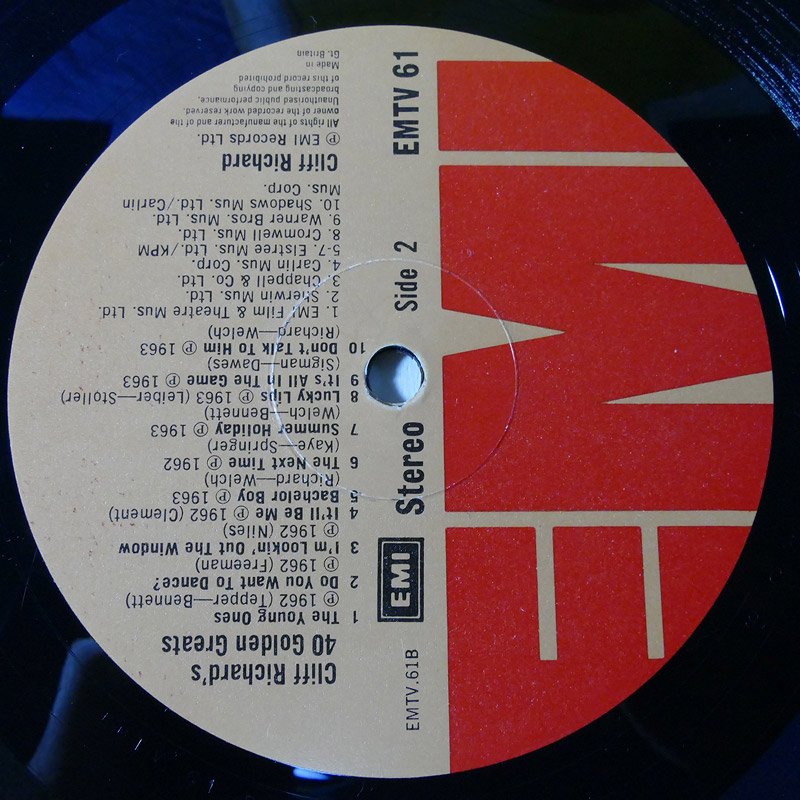 Cliff Richard's
40 Golden Greats
1 The Young Ones
℗ 1962 (Tepper—Bennett)
2 Do You Want To Dance?
℗ 1962 (Freeman)
3 I'm Lookin' Out The Window
℗ 1962 (Niles)
4 It'll Be Me ℗ 1962 (Clement)
5 Bachelor Boy ℗ 1963
(Richard—Welch)
6 The Next Time ℗ 1962
(Kaye—Springer)
7 Summer Holiday ℗ 1963
(Welch—Bennett)
8 Lucky Lips ℗ 1963 (Leiber—Stoller)
9 It's All In The Game ℗ 1963
(Sigman—Dawes)
10 Don't Talk To Him ℗ 1963
(Richard—Welch)
1. EMI Film & Theatre Mus. Ltd.
2. Sherwin Mus. Ltd.
3. Chappell & Co. Ltd.
4. Carlin Mus. Corp.
5-7. Elstree Mus. Ltd./KPM
8. Cromwell Mus. Ltd.
9. Warner Bros. Mus. Ltd.
10. Shadows Mus. Ltd./Carlin
Mus. Corp.
Cliff Richard
℗ EMI Records Ltd.
All rights of the manufacturer and of the
owner of the recorded work reserved.
Unauthorised public performance,
broadcasting and copying
of this record prohibited
Made in
Gt. Britain
EMTV.61B
EMI
Stereo
Side 2
EMTV 61
EMI